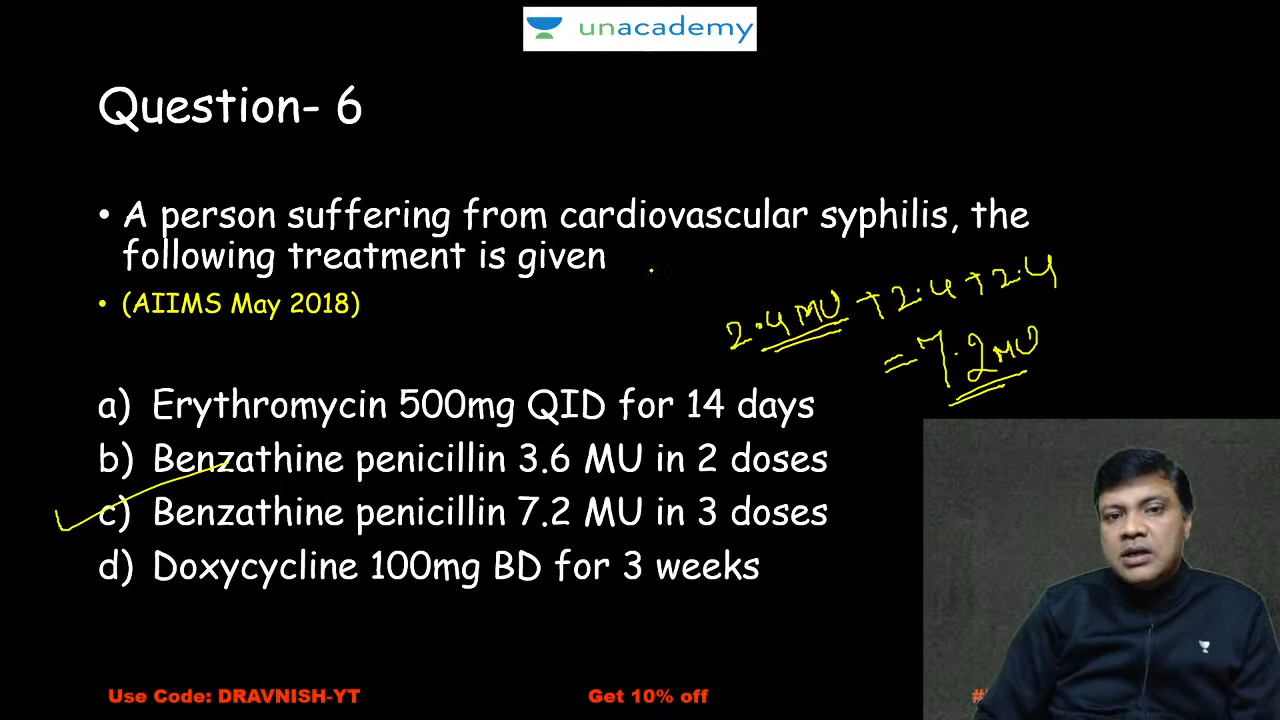 unacademy
Question- 6
• A person suffering from cardiovascular syphilis, the
following treatment is given
• (AIIMS May 2018)
2.4 MU + 2.4 + 2.4
= 7.2 MU
a) Erythromycin 500mg QID for 14 days
b) Benzathine penicillin 3.6 MU in 2 doses
c) Benzathine penicillin 7.2 MU in 3 doses
d) Doxycycline 100mg BD for 3 weeks
Use Code: DRAVNISH-YT Get 10% off